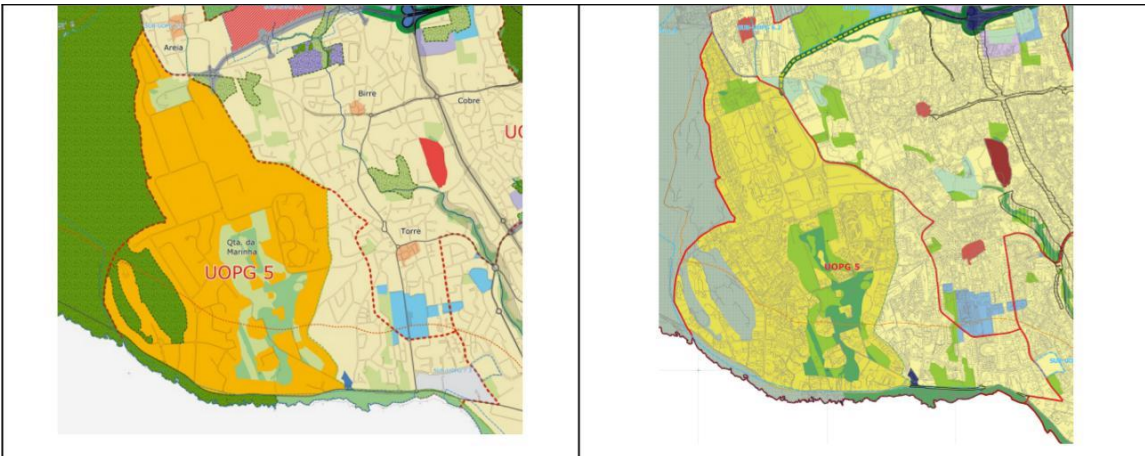 Areia
Birre
Cobre
UO
Torre
Qta. da
Marinha
UOPG 5
UOPG 5